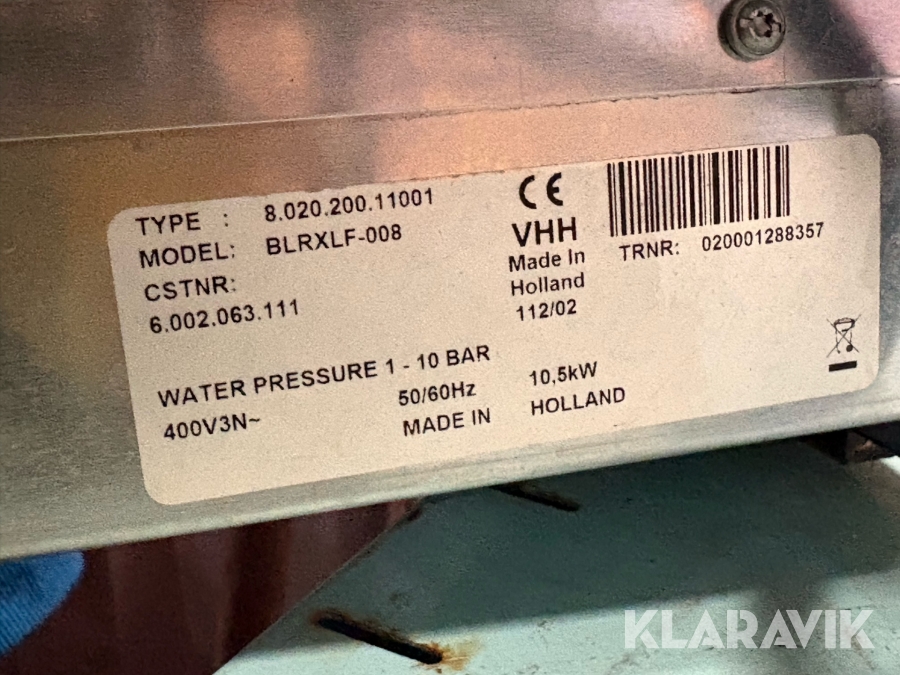 TYPE : 8.020.200.11001
MODEL: BLRXLF-008
CSTNR:
6.002.063.111
CE
VHH
Made In
Holland
112/02
TRNR: 020001288357
WATER PRESSURE 1 - 10 BAR
400V3N~ 50/60Hz 10,5kW
MADE IN HOLLAND
KLARAVIK